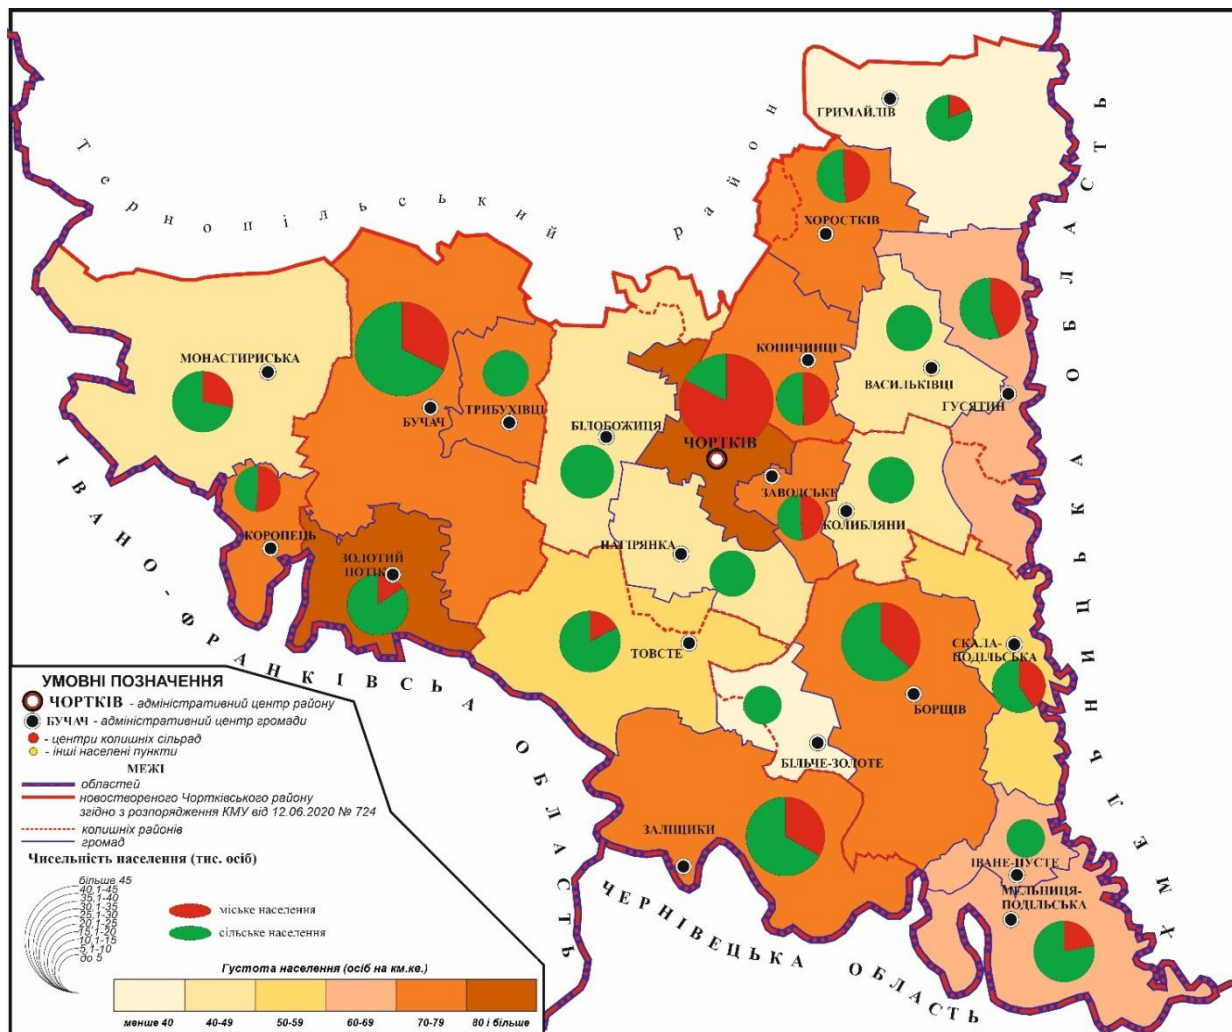 Тернопільський район
ГРИМАЙЛІВ
ХОРОСТКІВ
КОПИЧИНЦІ
МОНАСТИРИСЬКА
ВАСИЛЬКІВЦІ
ГУСЯТИН
БУЧАЧ
ТРИБУХІВЦІ
БІЛОБОЖИЦЯ
ЧОРТКІВ
ЗАВОДСЬКЕ
КОЛИНДЯНИ
ЖОРОПЕЦЬ
ЗОЛОТИЙ
ПОТІК
НАГІРЯНКА
ТОВСТЕ
СКАЛА-
ПОДІЛЬСЬКА
БОРЩІВ
БІЛЬЧЕ-ЗОЛОТЕ
ЗАЛІЩИКИ
ІВАНЕ-ПУСТЕ
МЕЛЬНИЦЯ-
ПОДІЛЬСЬКА
ІВАНО-ФРАНКІВСЬ
КА ОБЛАСТЬ
ЧЕРНІВЕЦЬКА ОБЛАСТЬ
ХМЕЛЬНИЦЬКА ОБЛАСТЬ
УМОВНІ ПОЗНАЧЕННЯ
ЧОРТКІВ - адміністративний центр району
БУЧАЧ - адміністративний центр громади
- центри колишніх сільрад
- інші населені пункти
МЕЖІ
областей
новоствореного Чортківського району
згідно з розпорядження КМУ від 12.06.2020 № 724
колишніх районів
громад
Чисельність населення (тис. осіб)
більше 45
40,1-45
35,1-40
30,1-35
25,1-30
20,1-25
15,1-20
10,1-15
5,1-10
до 5
міське населення
сільське населення
Густота населення (осіб на км.кв.)
менше 40 40-49 50-59 60-69 70-79 80 і більше